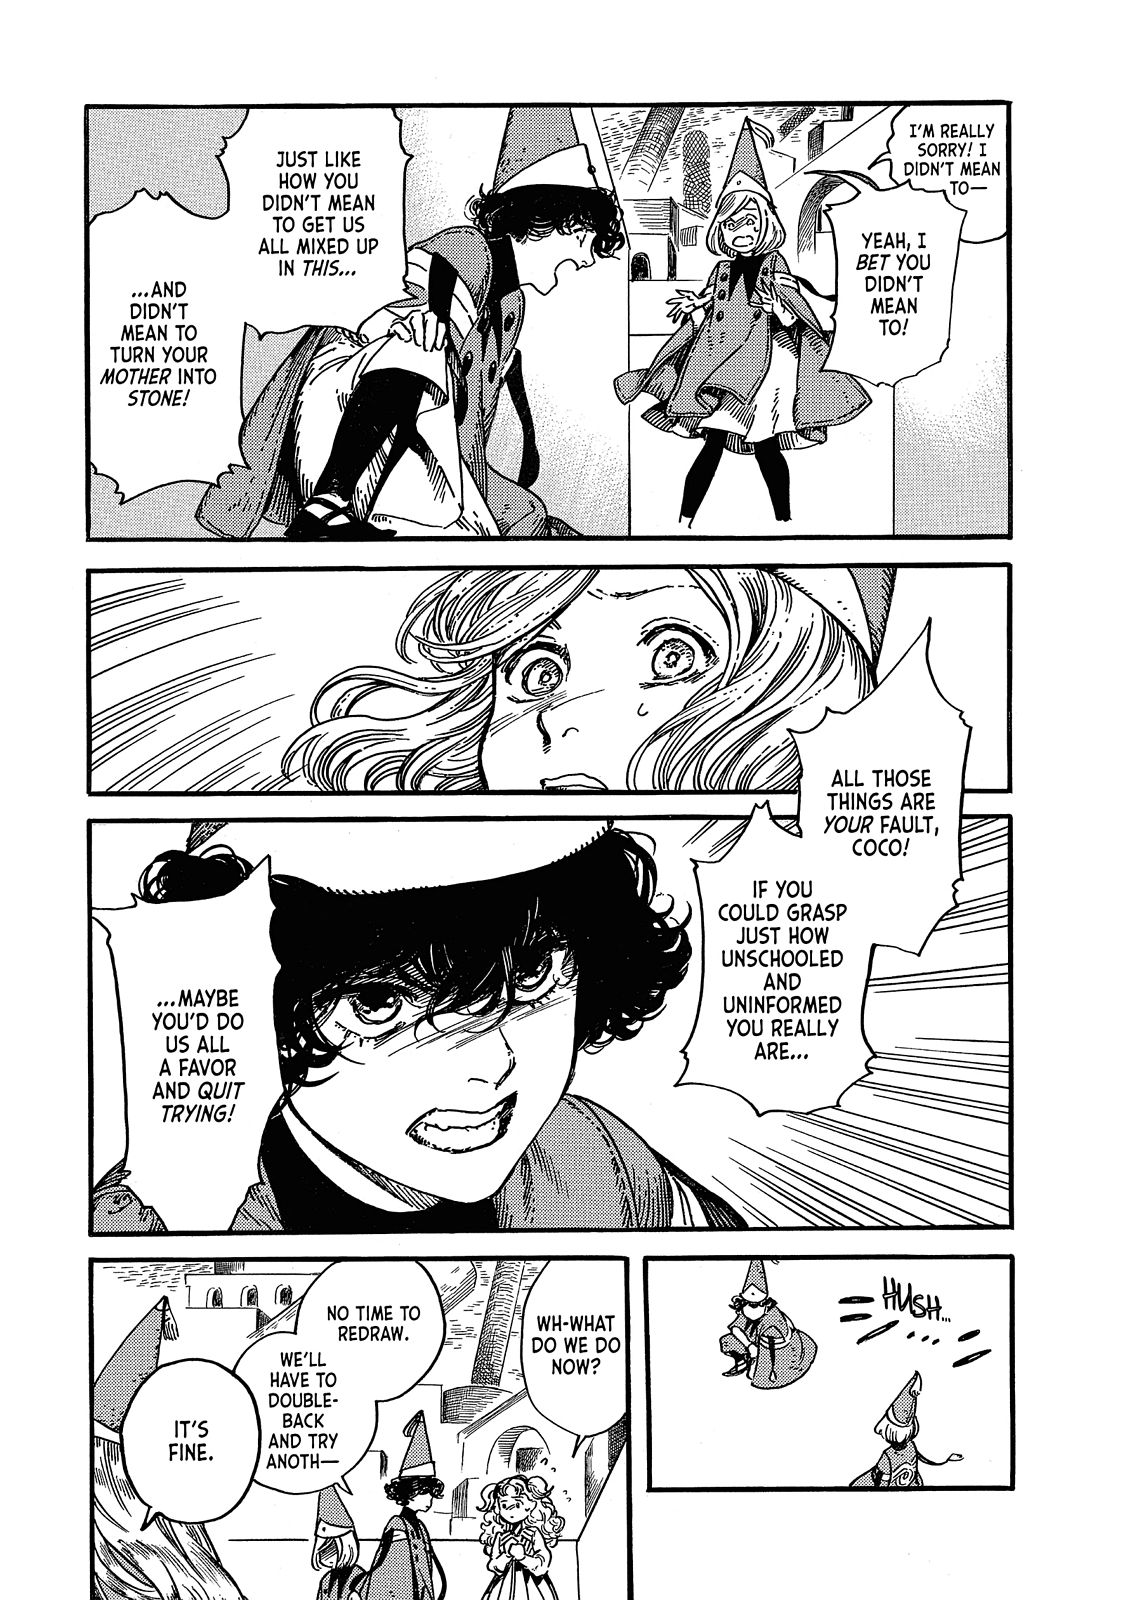 I'M REALLY
SORRY! I
DIDN'T MEAN
TO—
YEAH, I
BET YOU
DIDN'T
MEAN
TO!
JUST LIKE
HOW YOU
DIDN'T MEAN
TO GET US
ALL MIXED UP
IN THIS...
...AND
DIDN'T
MEAN TO
TURN YOUR
MOTHER INTO
STONE!
ALL THOSE
THINGS ARE
YOUR FAULT,
COCO!
IF YOU
COULD GRASP
JUST HOW
UNSCHOOLED
AND
UNINFORMED
YOU REALLY
ARE...
...MAYBE
YOU'D DO
US ALL
A FAVOR
AND QUIT
TRYING!
HUSH...
WH-WHAT
DO WE DO
NOW?
NO TIME TO
REDRAW.
WE'LL
HAVE TO
DOUBLE-
BACK
AND TRY
ANOTH—
IT'S
FINE.